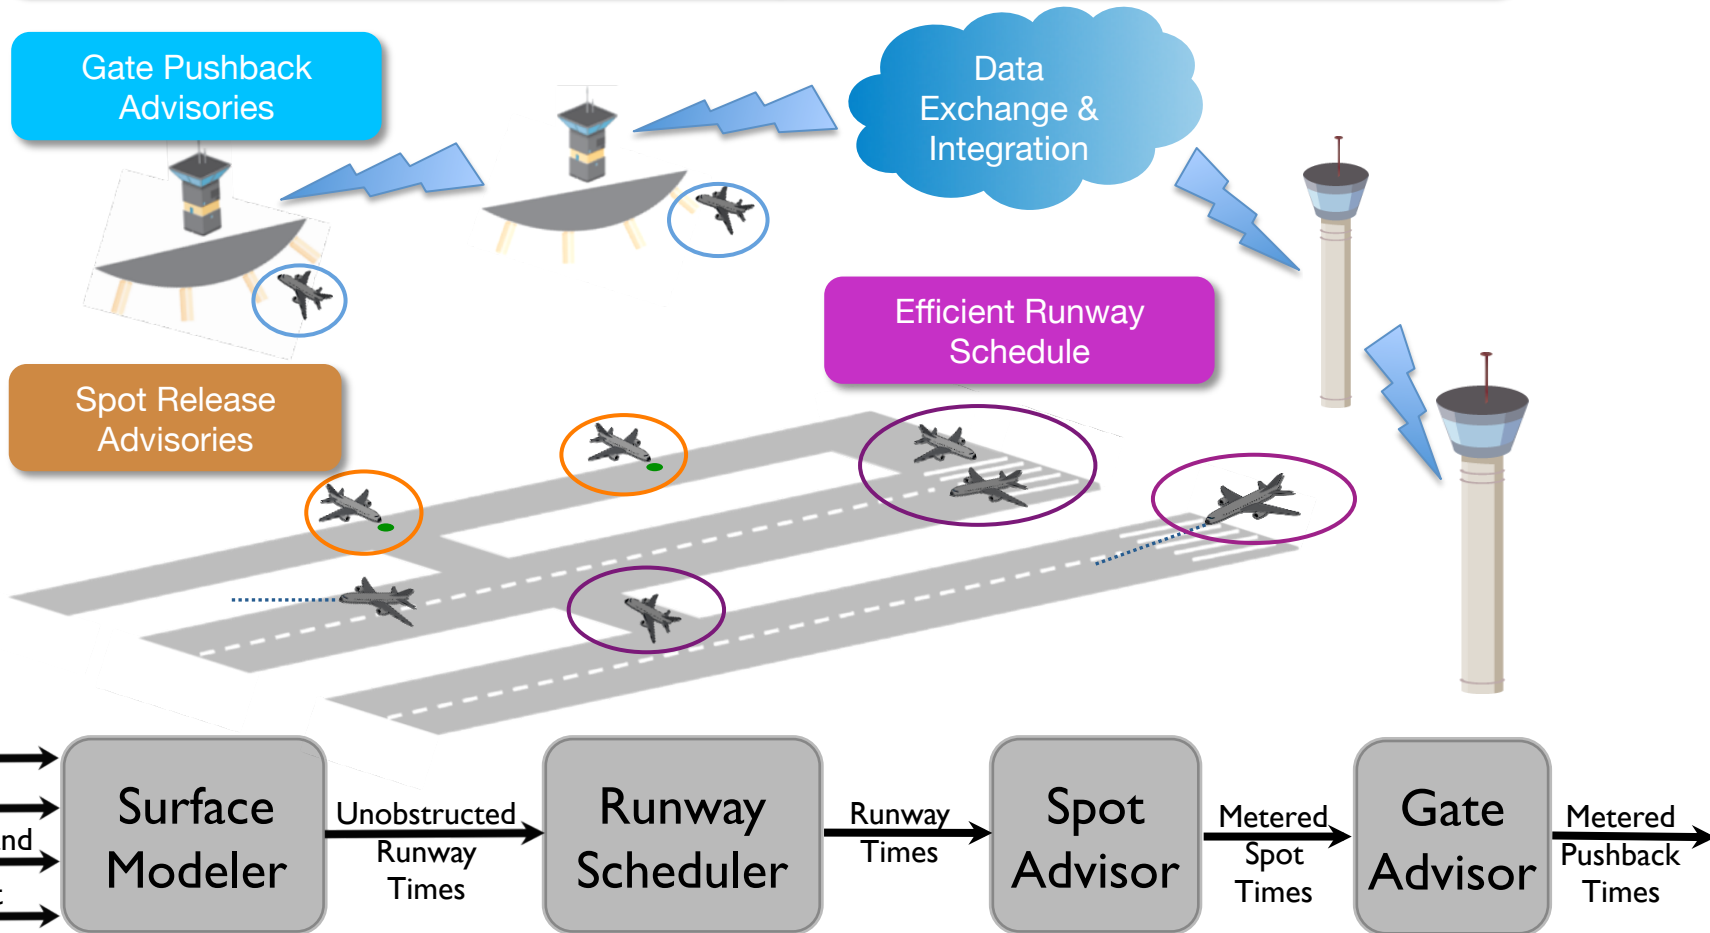 Gate Pushback
Advisories
Data
Exchange &
Integration
Efficient Runway
Schedule
Spot Release
Advisories
Surface
Modeler
Unobstructed
Runway
Times
Runway
Scheduler
Runway
Times
Spot
Advisor
Metered
Spot
Times
Gate
Advisor
Metered
Pushback
Times